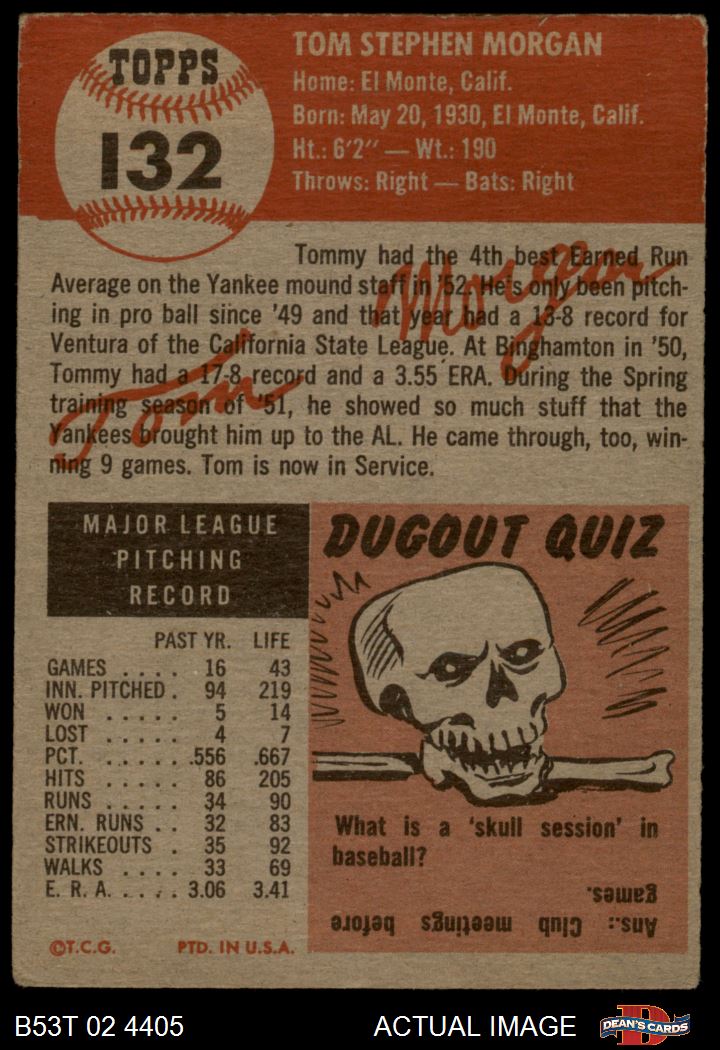 TOPPS
132
TOM STEPHEN MORGAN
Home: El Monte, Calif.
Born: May 20, 1930, El Monte, Calif.
Ht.: 6'2" — Wt.: 190
Throws: Right — Bats: Right
Tommy had the 4th best Earned Run
Average on the Yankee mound staff in '52. He's only been pitch-
ing in pro ball since '49 and that year had a 13-8 record for
Ventura of the California State League. At Binghamton in '50,
Tommy had a 17-8 record and a 3.55 ERA. During the Spring
training season of '51, he showed so much stuff that the
Yankees brought him up to the AL. He came through, too, win-
ning 9 games. Tom is now in Service.
Tom Morgan
MAJOR LEAGUE
PITCHING
RECORD
PAST YR. LIFE
GAMES . . . . 16 43
INN. PITCHED . 94 219
WON . . . . . 5 14
LOST . . . . . 4 7
PCT. . . . . . . .556 .667
HITS . . . . . . 86 205
RUNS . . . . . 34 90
ERN. RUNS . . 32 83
STRIKEOUTS . 35 92
WALKS . . . . 33 69
E. R. A. . . . . . 3.06 3.41
©T.C.G. PTD. IN U.S.A.
DUGOUT QUIZ
What is a 'skull session' in
baseball?
Ans.: Club meetings before
games.
B53T 02 4405
ACTUAL IMAGE
D
DEAN'S CARDS